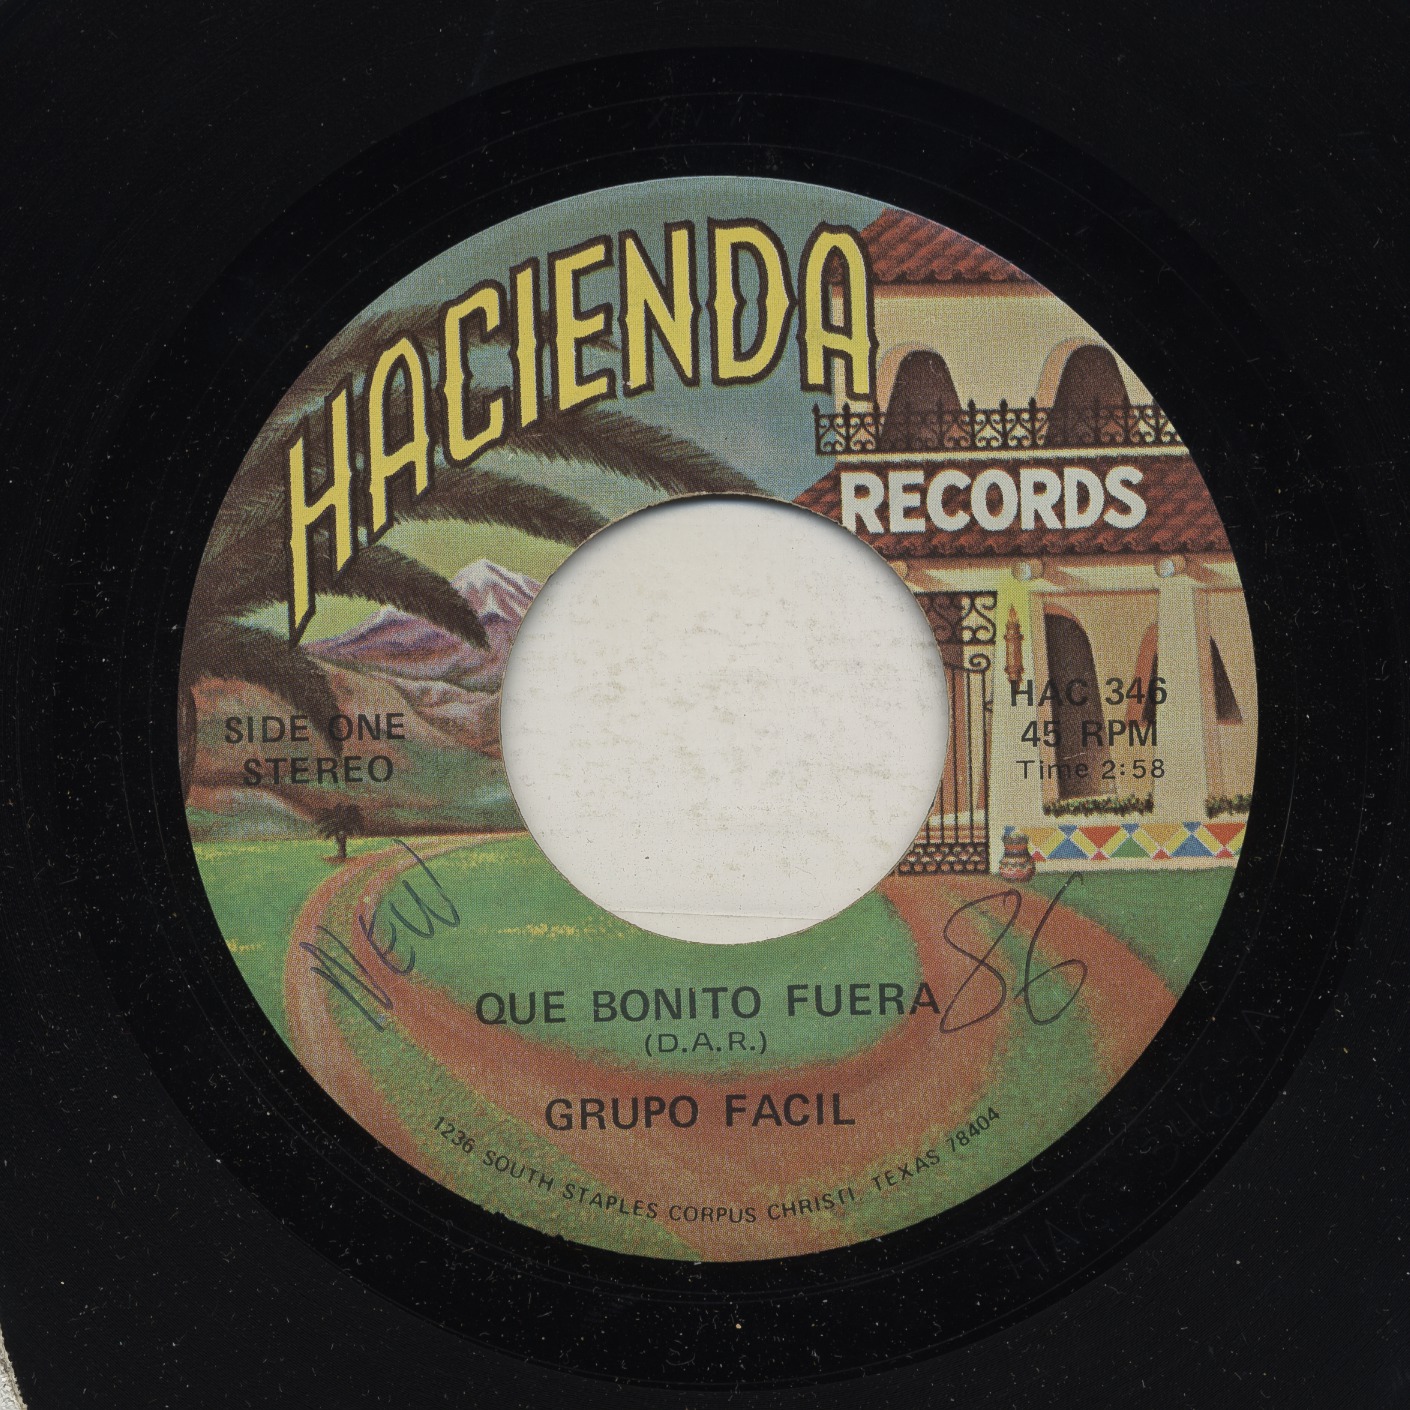 HACIENDA
RECORDS
SIDE ONE
STEREO
HAC 346
45 RPM
Time 2:58
NEW
86
QUE BONITO FUERA
(D.A.R.)
GRUPO FACIL
1236 SOUTH STAPLES CORPUS CHRISTI, TEXAS 78404